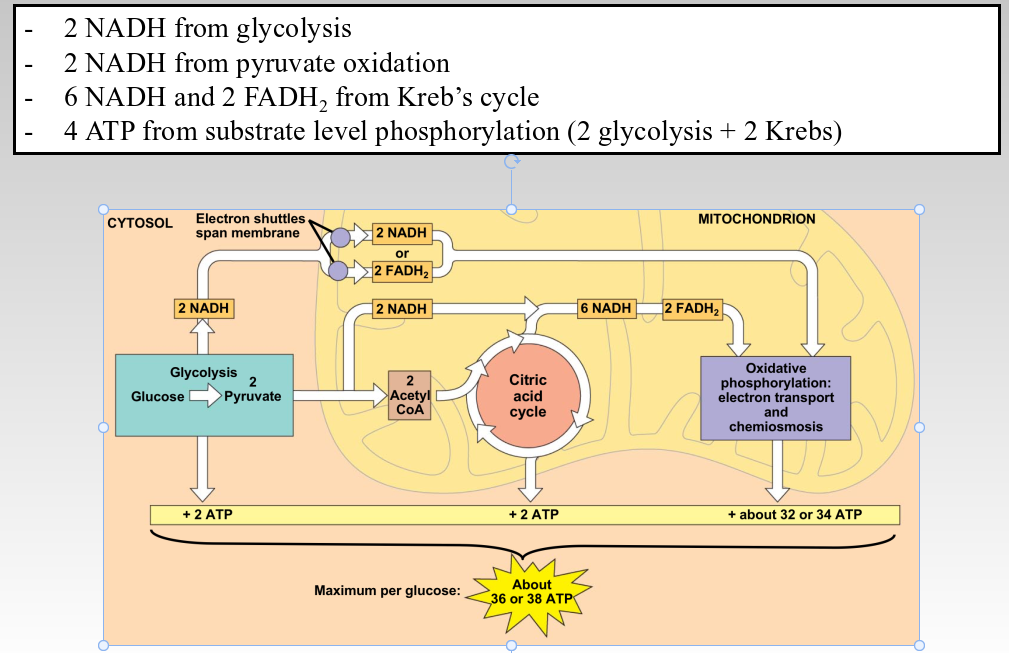 - 2 NADH from glycolysis
- 2 NADH from pyruvate oxidation
- 6 NADH and 2 FADH₂ from Kreb’s cycle
- 4 ATP from substrate level phosphorylation (2 glycolysis + 2 Krebs)
CYTOSOL
Electron shuttles
span membrane
MITOCHONDRION
2 NADH
or
2 FADH₂
2 NADH
2 NADH
6 NADH
2 FADH₂
Glycolysis
Glucose
2
Pyruvate
2
Acetyl
CoA
Citric
acid
cycle
Oxidative
phosphorylation:
electron transport
and
chemiosmosis
+ 2 ATP
+ 2 ATP
+ about 32 or 34 ATP
Maximum per glucose:
About
36 or 38 ATP